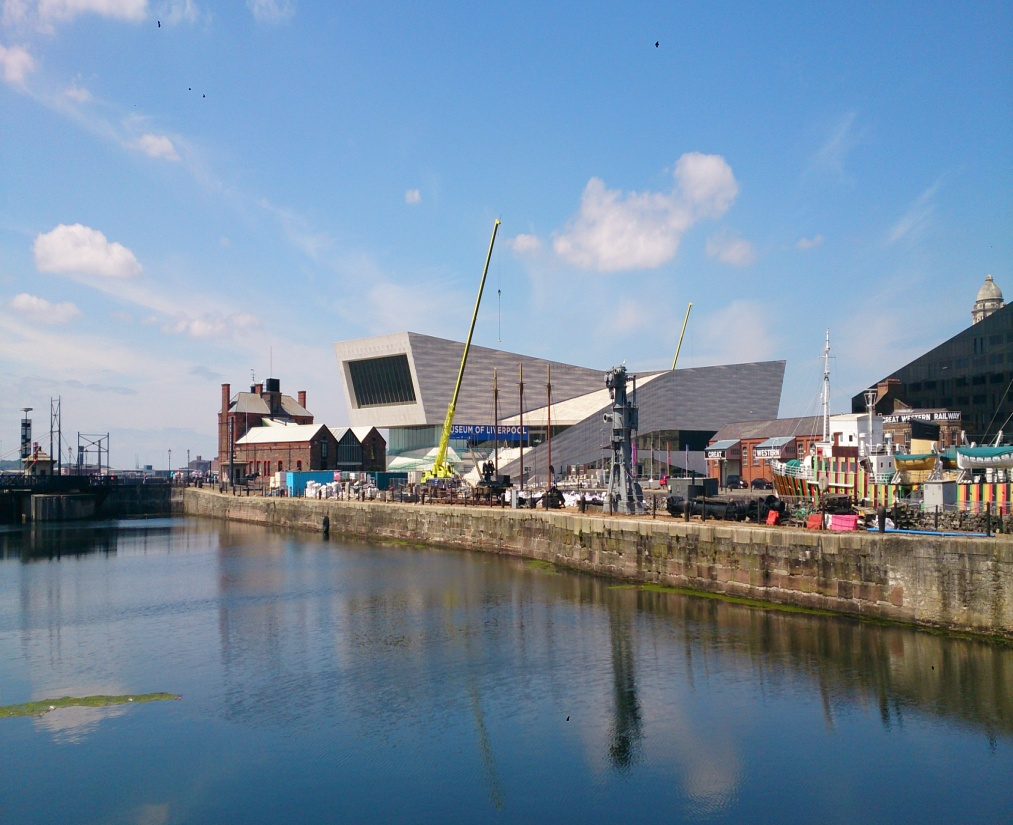 MUSEUM OF LIVERPOOL
GREAT
WESTERN
GREAT WESTERN RAILWAY